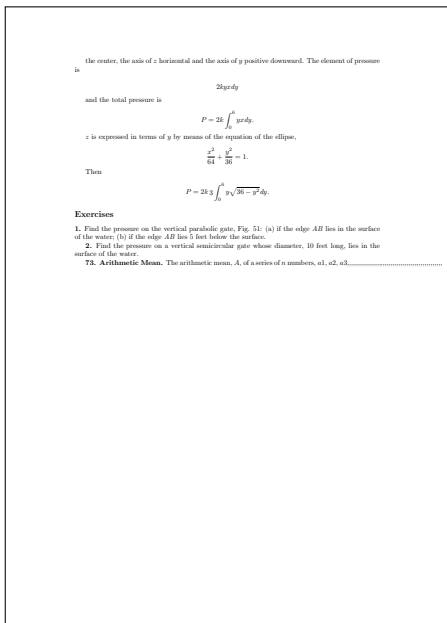 the center, the axis of z horizontal and the axis of y positive downward. The element of pressure
is
2kyxdy
and the total pressure is
P = 2k ∫₀⁶ yxdy.
z is expressed in terms of y by means of the equation of the ellipse,
x²/64 + y²/36 = 1.
Then
P = 2k3 ∫₀⁶ y√(36 − y²)dy.
Exercises
1. Find the pressure on the vertical parabolic gate, Fig. 51: (a) if the edge AB lies in the surface
of the water; (b) if the edge AB lies 5 feet below the surface.
2. Find the pressure on a vertical semicircular gate whose diameter, 10 feet long, lies in the
surface of the water.
73. Arithmetic Mean. The arithmetic mean, A, of a series of n numbers, a1, a2, a3,...................................................